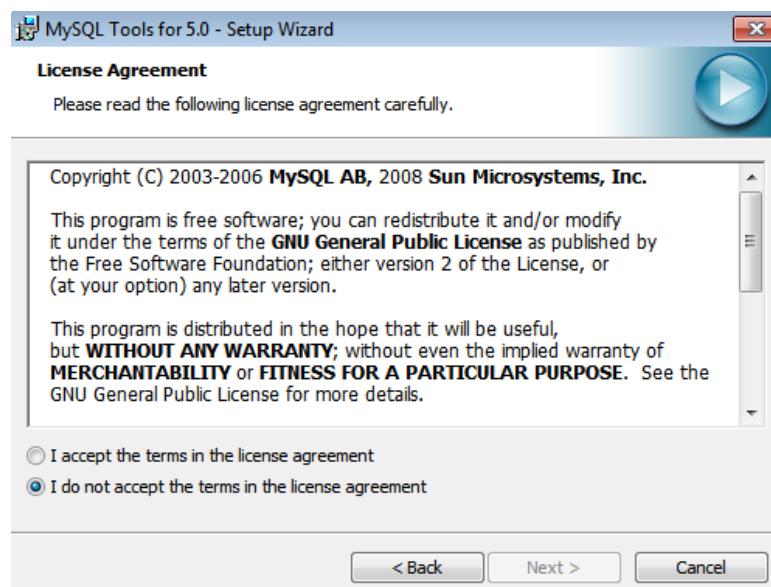 MySQL Tools for 5.0 - Setup Wizard
License Agreement
Please read the following license agreement carefully.
Copyright (C) 2003-2006 MySQL AB, 2008 Sun Microsystems, Inc.
This program is free software; you can redistribute it and/or modify
it under the terms of the GNU General Public License as published by
the Free Software Foundation; either version 2 of the License, or
(at your option) any later version.
This program is distributed in the hope that it will be useful,
but WITHOUT ANY WARRANTY; without even the implied warranty of
MERCHANTABILITY or FITNESS FOR A PARTICULAR PURPOSE. See the
GNU General Public License for more details.
I accept the terms in the license agreement
I do not accept the terms in the license agreement
< Back Next > Cancel